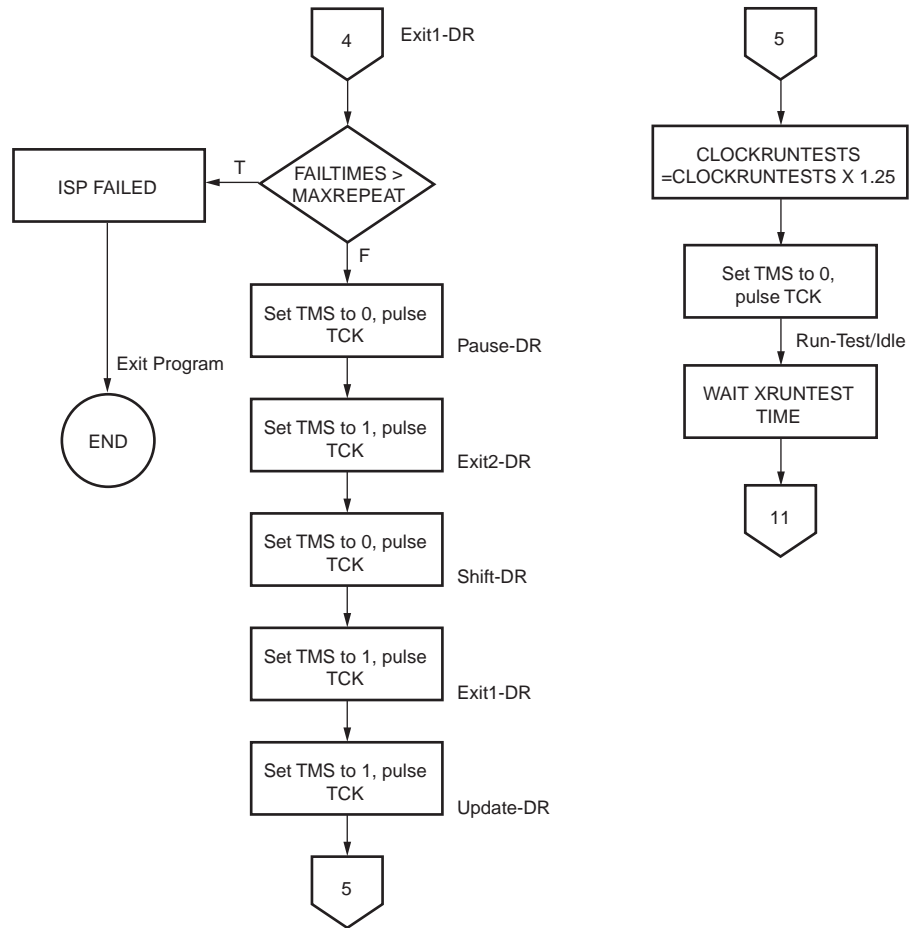 4
Exit1-DR
FAILTIMES >
MAXREPEAT
T
ISP FAILED
Exit Program
END
F
Set TMS to 0, pulse
TCK
Pause-DR
Set TMS to 1, pulse
TCK
Exit2-DR
Set TMS to 0, pulse
TCK
Shift-DR
Set TMS to 1, pulse
TCK
Exit1-DR
Set TMS to 1, pulse
TCK
Update-DR
5
5
CLOCKRUNTESTS
=CLOCKRUNTESTS X 1.25
Set TMS to 0,
pulse TCK
Run-Test/Idle
WAIT XRUNTEST
TIME
11